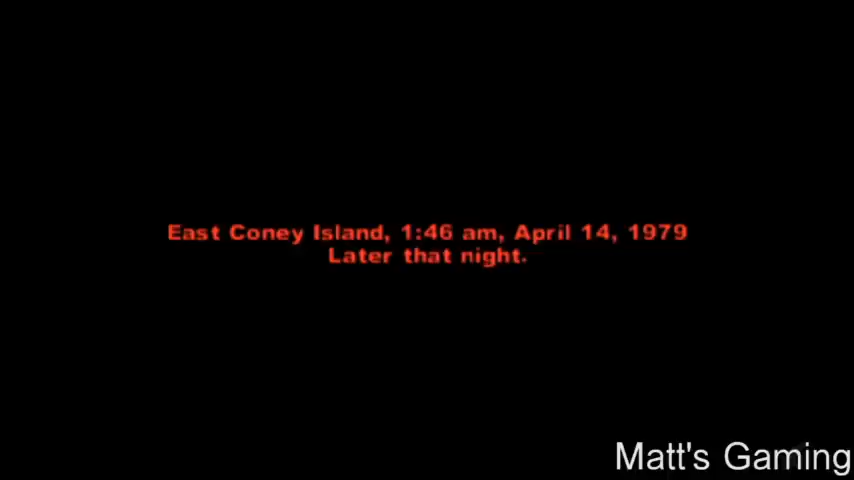 East Coney Island, 1:46 am, April 14, 1979
Later that night.
Matt's Gaming